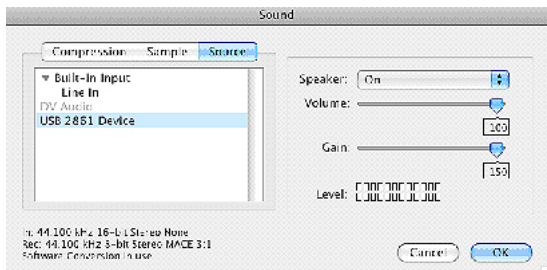 Sound
Compression Sample Source
Built-in Input
Line In
DV Audio
USB 2861 Device
Speaker: On
Volume:
100
Gain:
150
Level:
In: 44.100 kHz 16-bit Stereo None
Rec: 44.100 kHz 8-bit Stereo MACE 3:1
Software Conversion in use
Cancel OK